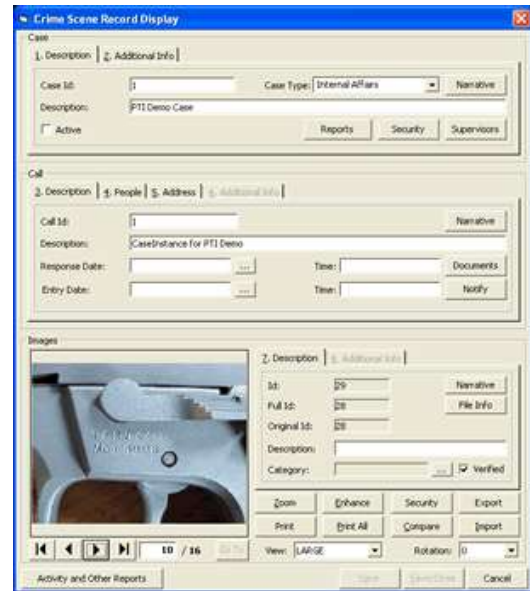 Crime Scene Record Display
Case
1. Description 2. Additional Info
Case Id: 1 Case Type: Internal Affairs Narrative
Description: PTI Demo Case
Active Reports Security Supervisors
Call
3. Description 4. People 5. Address 6. Additional Info
Call Id: 1 Narrative
Description: CaseInstance for PTI Demo
Response Date: ... Time: Documents
Entry Date: ... Time: Notify
Images
7. Description 8. Additional Info
Id: 29 Narrative
Full Id: 28 File Info
Original Id: 28
Description:
Category: ... Verified
Zoom Enhance Security Export
Print Print All Compare Import
10 / 16 Go To View: LARGE Rotation: 0
Activity and Other Reports Save Save/Close Cancel